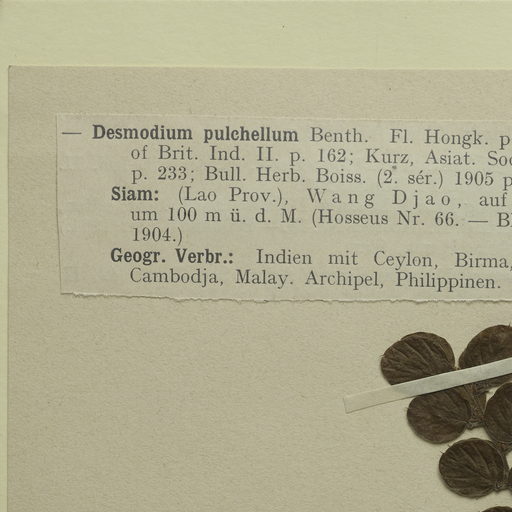 — Desmodium pulchellum Benth. Fl. Hongk. p
of Brit. Ind. II. p. 162; Kurz, Asiat. Soc
p. 233; Bull. Herb. Boiss. (2. sér.) 1905 p
Siam: (Lao Prov.), Wang Djao, auf
um 100 m ü. d. M. (Hosseus Nr. 66. — Bl
1904.)
Geogr. Verbr.: Indien mit Ceylon, Birma,
Cambodja, Malay. Archipel, Philippinen.